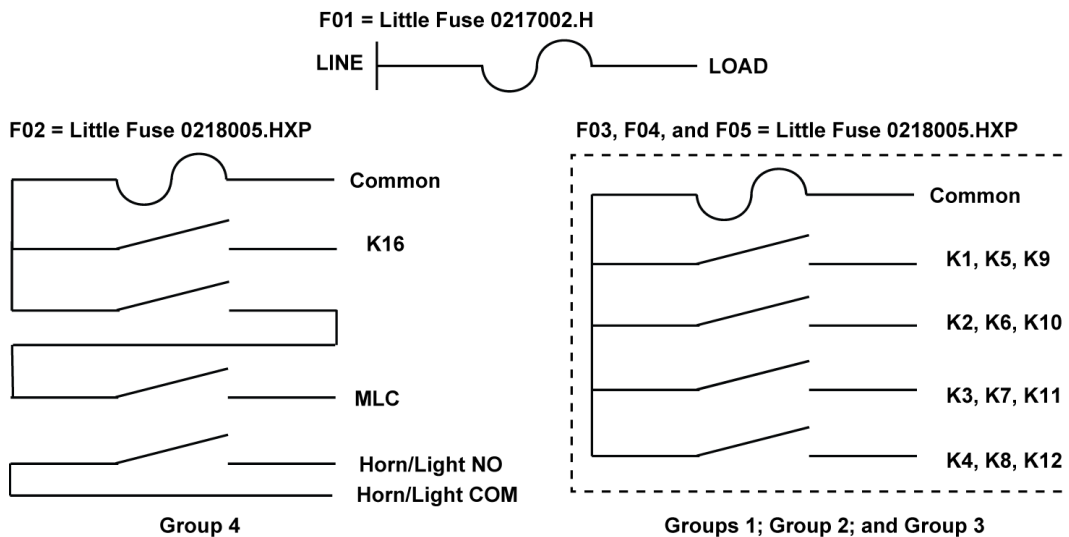 F01 = Little Fuse 0217002.H
LINE
LOAD
F02 = Little Fuse 0218005.HXP
Common
K16
MLC
Horn/Light NO
Horn/Light COM
Group 4
F03, F04, and F05 = Little Fuse 0218005.HXP
Common
K1, K5, K9
K2, K6, K10
K3, K7, K11
K4, K8, K12
Groups 1; Group 2; and Group 3